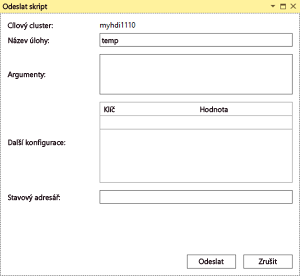 Odeslat skript
Cílový cluster: myhdi1110
Název úlohy: temp
Argumenty:
Klíč Hodnota
Další konfigurace:
Stavový adresář:
Odeslat Zrušit